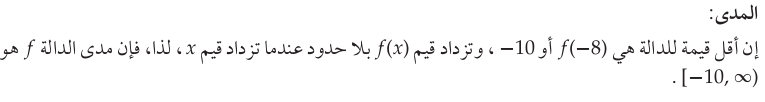 المدى:
إن أقل قيمة للدالة هي f(−8) أو 10− ، وتزداد قيم f(x) بلا حدود عندما تزداد قيم x ، لذا، فإن مدى الدالة f هو
[−10, ∞) .